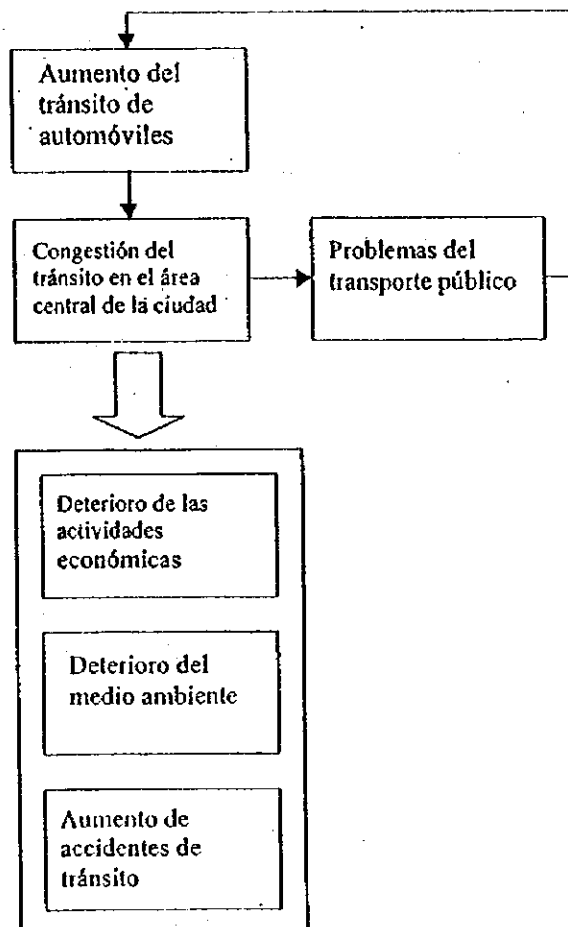 Aumento del
tránsito de
automóviles
Congestión del
tránsito en el área
central de la ciudad
Problemas del
transporte público
Deterioro de las
actividades
económicas
Deterioro del
medio ambiente
Aumento de
accidentes de
tránsito